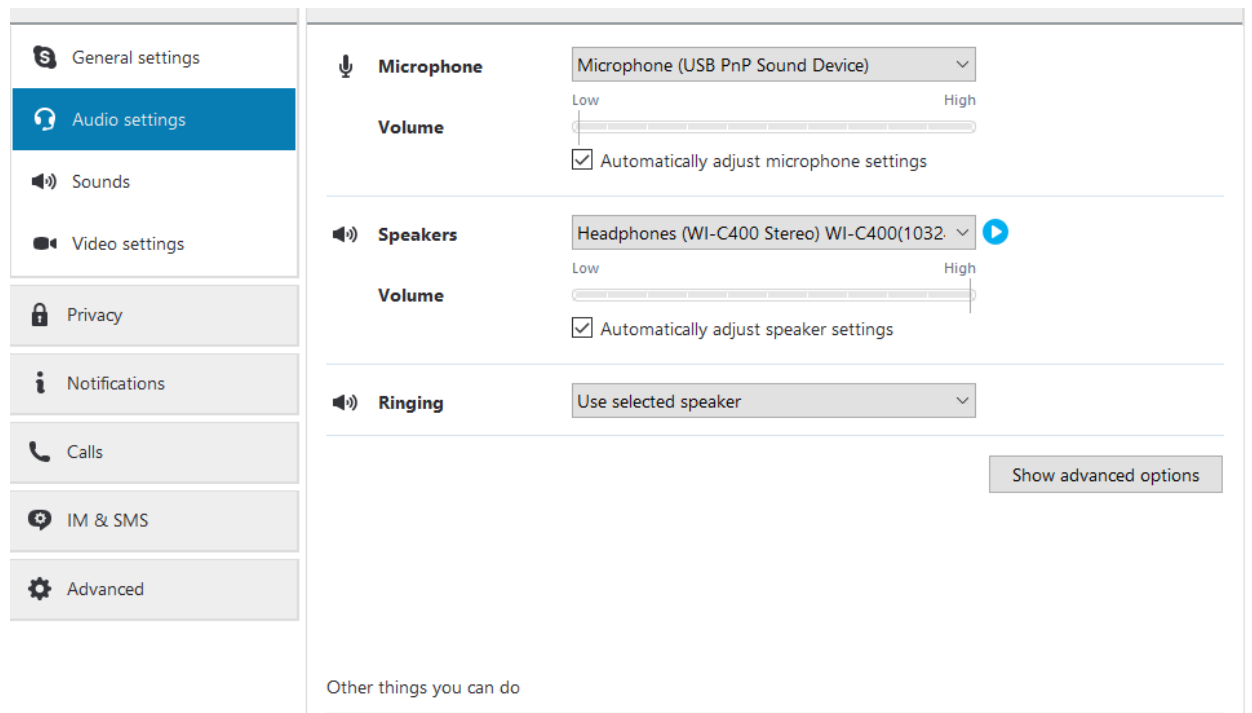 General settings
Audio settings
Sounds
Video settings
Privacy
Notifications
Calls
IM & SMS
Advanced
Microphone
Microphone (USB PnP Sound Device)
Low High
Volume
Automatically adjust microphone settings
Speakers
Headphones (WI-C400 Stereo) WI-C400(1032
Low High
Volume
Automatically adjust speaker settings
Ringing
Use selected speaker
Show advanced options
Other things you can do